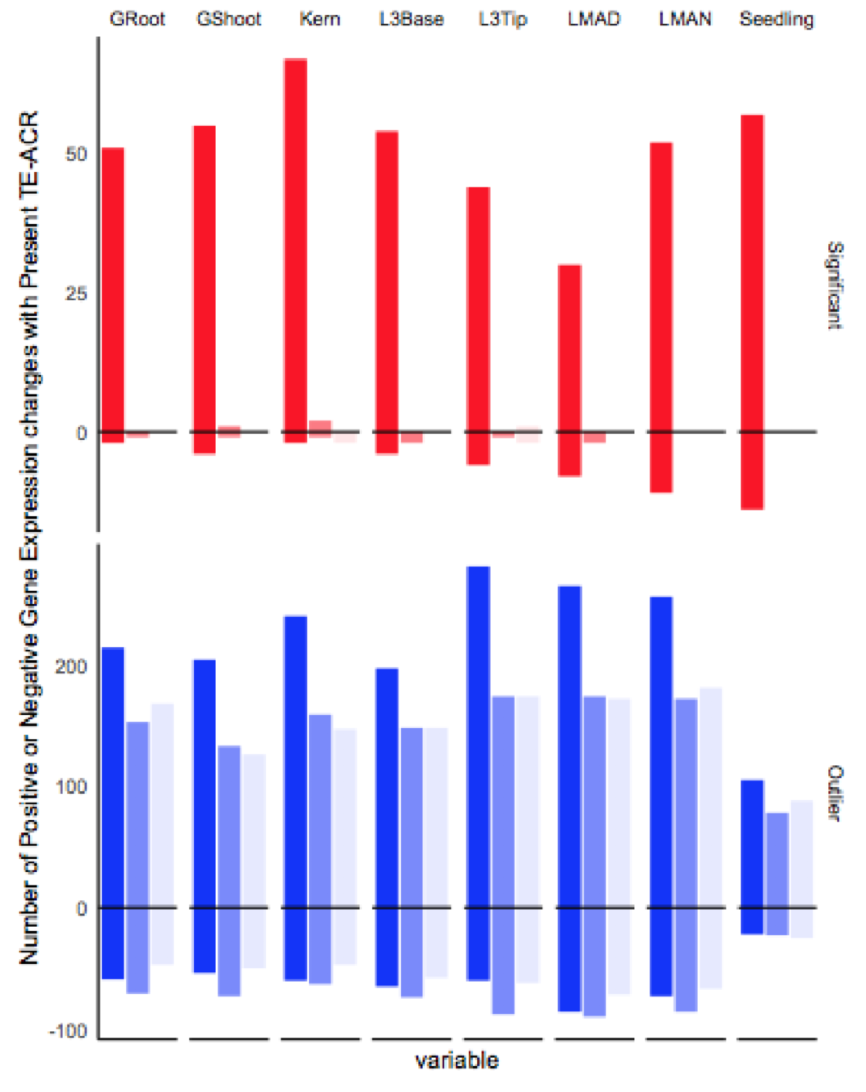 GRoot GShoot Kern L3Base L3Tip LMAD LMAN Seedling
Number of Positive or Negative Gene Expression changes with Present TE-ACR
50
25
0
Significant
200
100
0
-100
Outlier
variable